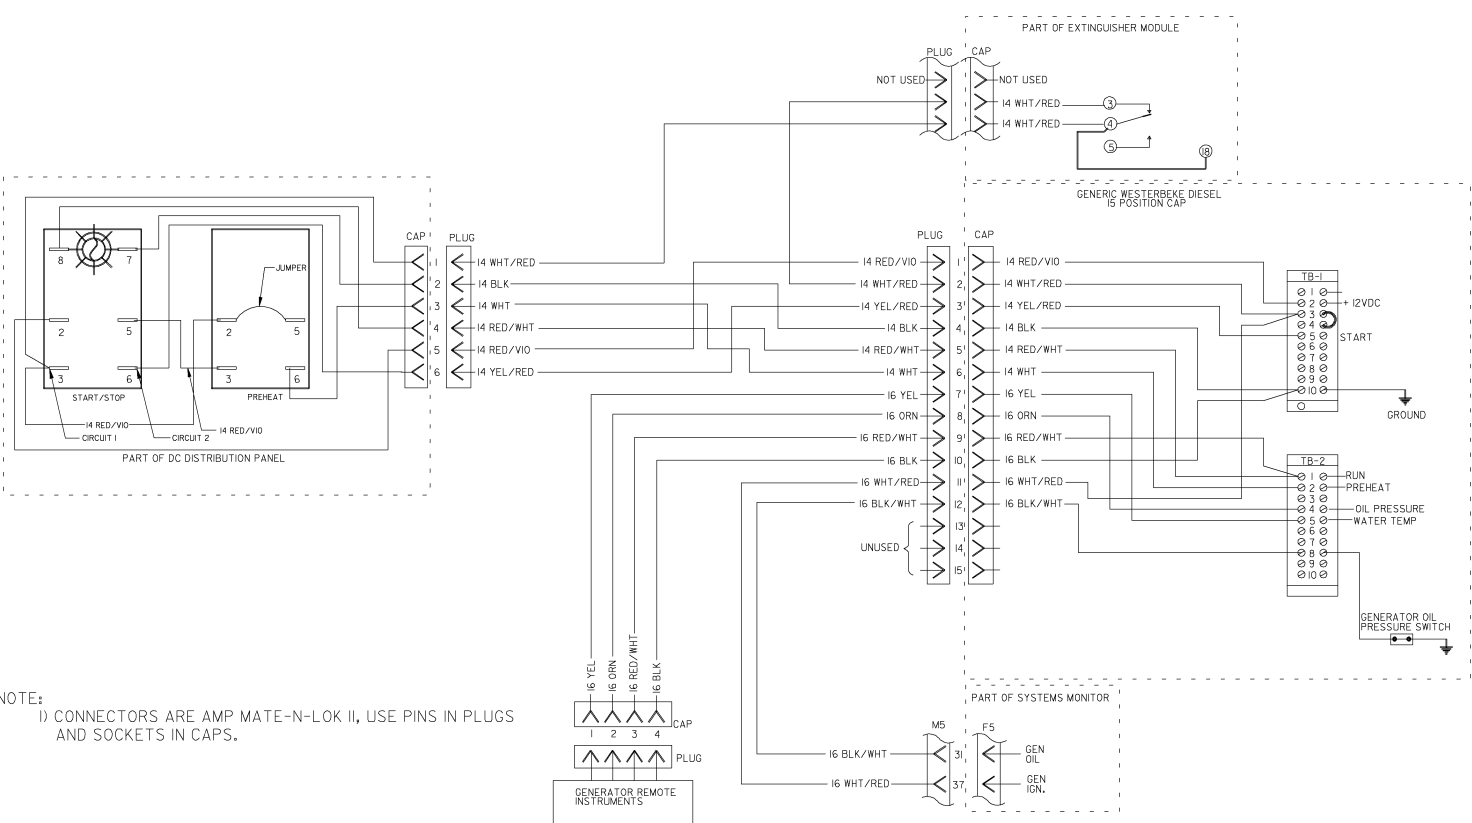 PART OF EXTINGUISHER MODULE
PLUG CAP
NOT USED NOT USED
14 WHT/RED 3
14 WHT/RED 4
5 18
GENERIC WESTERBEKE DIESEL
15 POSITION CAP
CAP PLUG
1 14 WHT/RED
2 14 BLK
3 14 WHT
4 14 RED/WHT
5 14 RED/VIO
6 14 YEL/RED
8 7
2 5
3 6
START/STOP
JUMPER
2 5
3 6
PREHEAT
14 RED/VIO
CIRCUIT 1
CIRCUIT 2
14 RED/VIO
PART OF DC DISTRIBUTION PANEL
PLUG CAP
14 RED/VIO 1 14 RED/VIO
14 WHT/RED 2 14 WHT/RED
14 YEL/RED 3 14 YEL/RED
14 BLK 4 14 BLK
14 RED/WHT 5 14 RED/WHT
14 WHT 6 14 WHT
16 YEL 7 16 YEL
16 ORN 8 16 ORN
16 RED/WHT 9 16 RED/WHT
16 BLK 10 16 BLK
16 WHT/RED 11 16 WHT/RED
16 BLK/WHT 12 16 BLK/WHT
13
UNUSED 14
15
TB-1
1
2 + 12VDC
3
4
5 START
6
7
8
9
10
GROUND
TB-2
1 RUN
2 PREHEAT
3
4 OIL PRESSURE
5 WATER TEMP
6
7
8
9
10
GENERATOR OIL
PRESSURE SWITCH
16 YEL
16 ORN
16 RED/WHT
16 BLK
CAP
1 2 3 4
PLUG
GENERATOR REMOTE
INSTRUMENTS
PART OF SYSTEMS MONITOR
M5 F5
16 BLK/WHT 31 GEN
OIL
16 WHT/RED 37 GEN
IGN.
NOTE:
1) CONNECTORS ARE AMP MATE-N-LOK II, USE PINS IN PLUGS
AND SOCKETS IN CAPS.